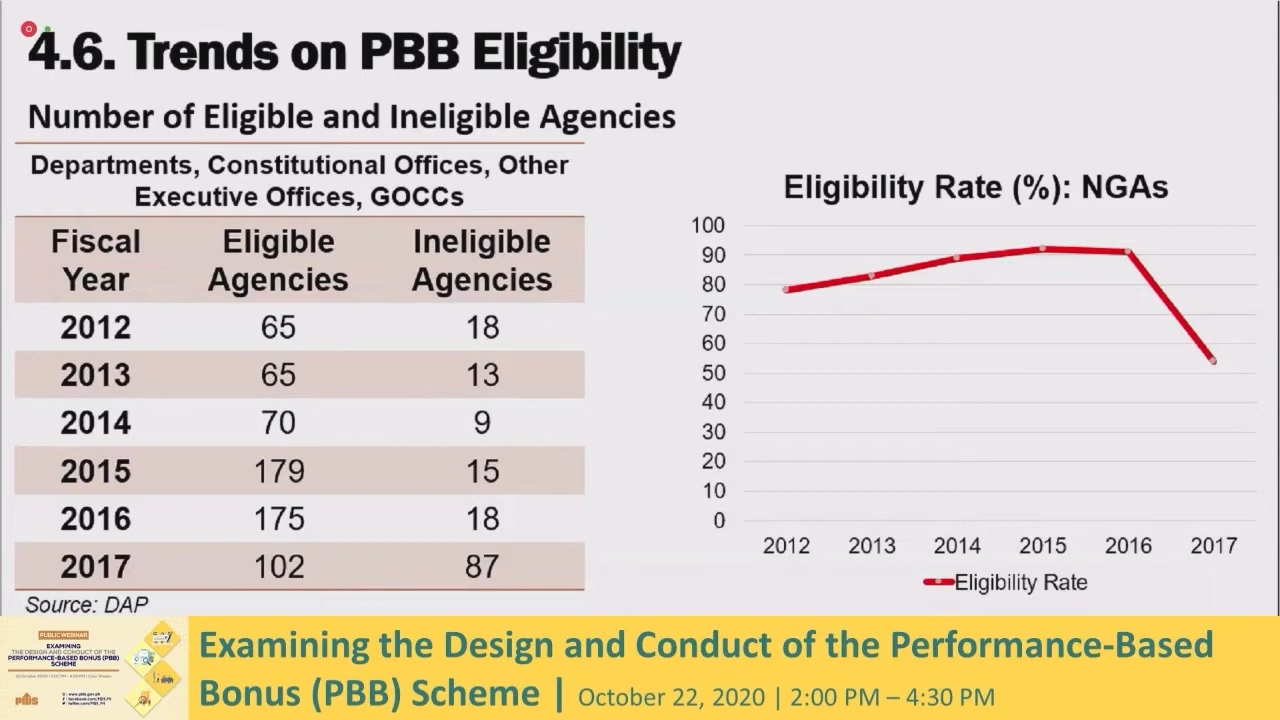 4.6. Trends on PBB Eligibility
Number of Eligible and Ineligible Agencies
Departments, Constitutional Offices, Other
Executive Offices, GOCCs
Fiscal Year Eligible Agencies Ineligible Agencies
2012 65 18
2013 65 13
2014 70 9
2015 179 15
2016 175 18
2017 102 87
Source: DAP
Eligibility Rate (%): NGAs
100
90
80
70
60
50
40
30
20
10
0
2012 2013 2014 2015 2016 2017
Eligibility Rate
PUBLIC WEBINAR
EXAMINING
THE DESIGN AND CONDUCT OF THE
PERFORMANCE-BASED BONUS (PBB)
SCHEME
Examining the Design and Conduct of the Performance-Based
Bonus (PBB) Scheme | October 22, 2020 | 2:00 PM – 4:30 PM